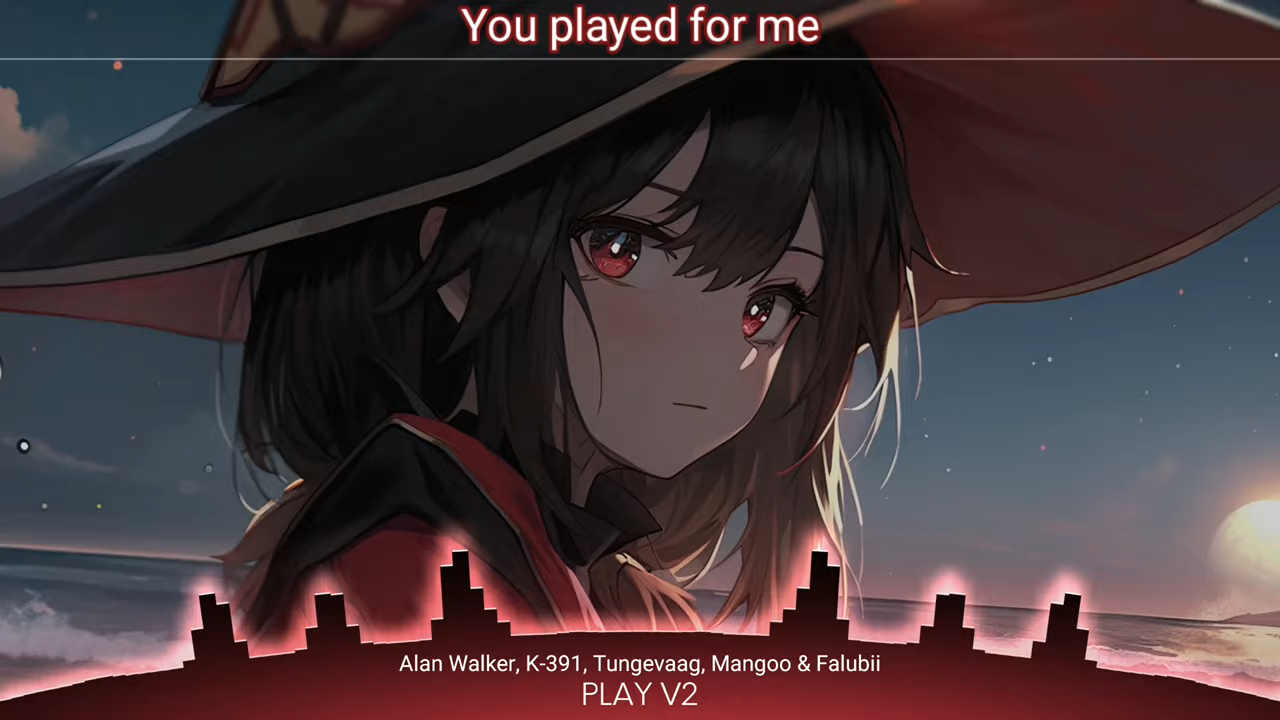 You played for me
Alan Walker, K-391, Tungevaag, Mangoo & Falubii
PLAY V2